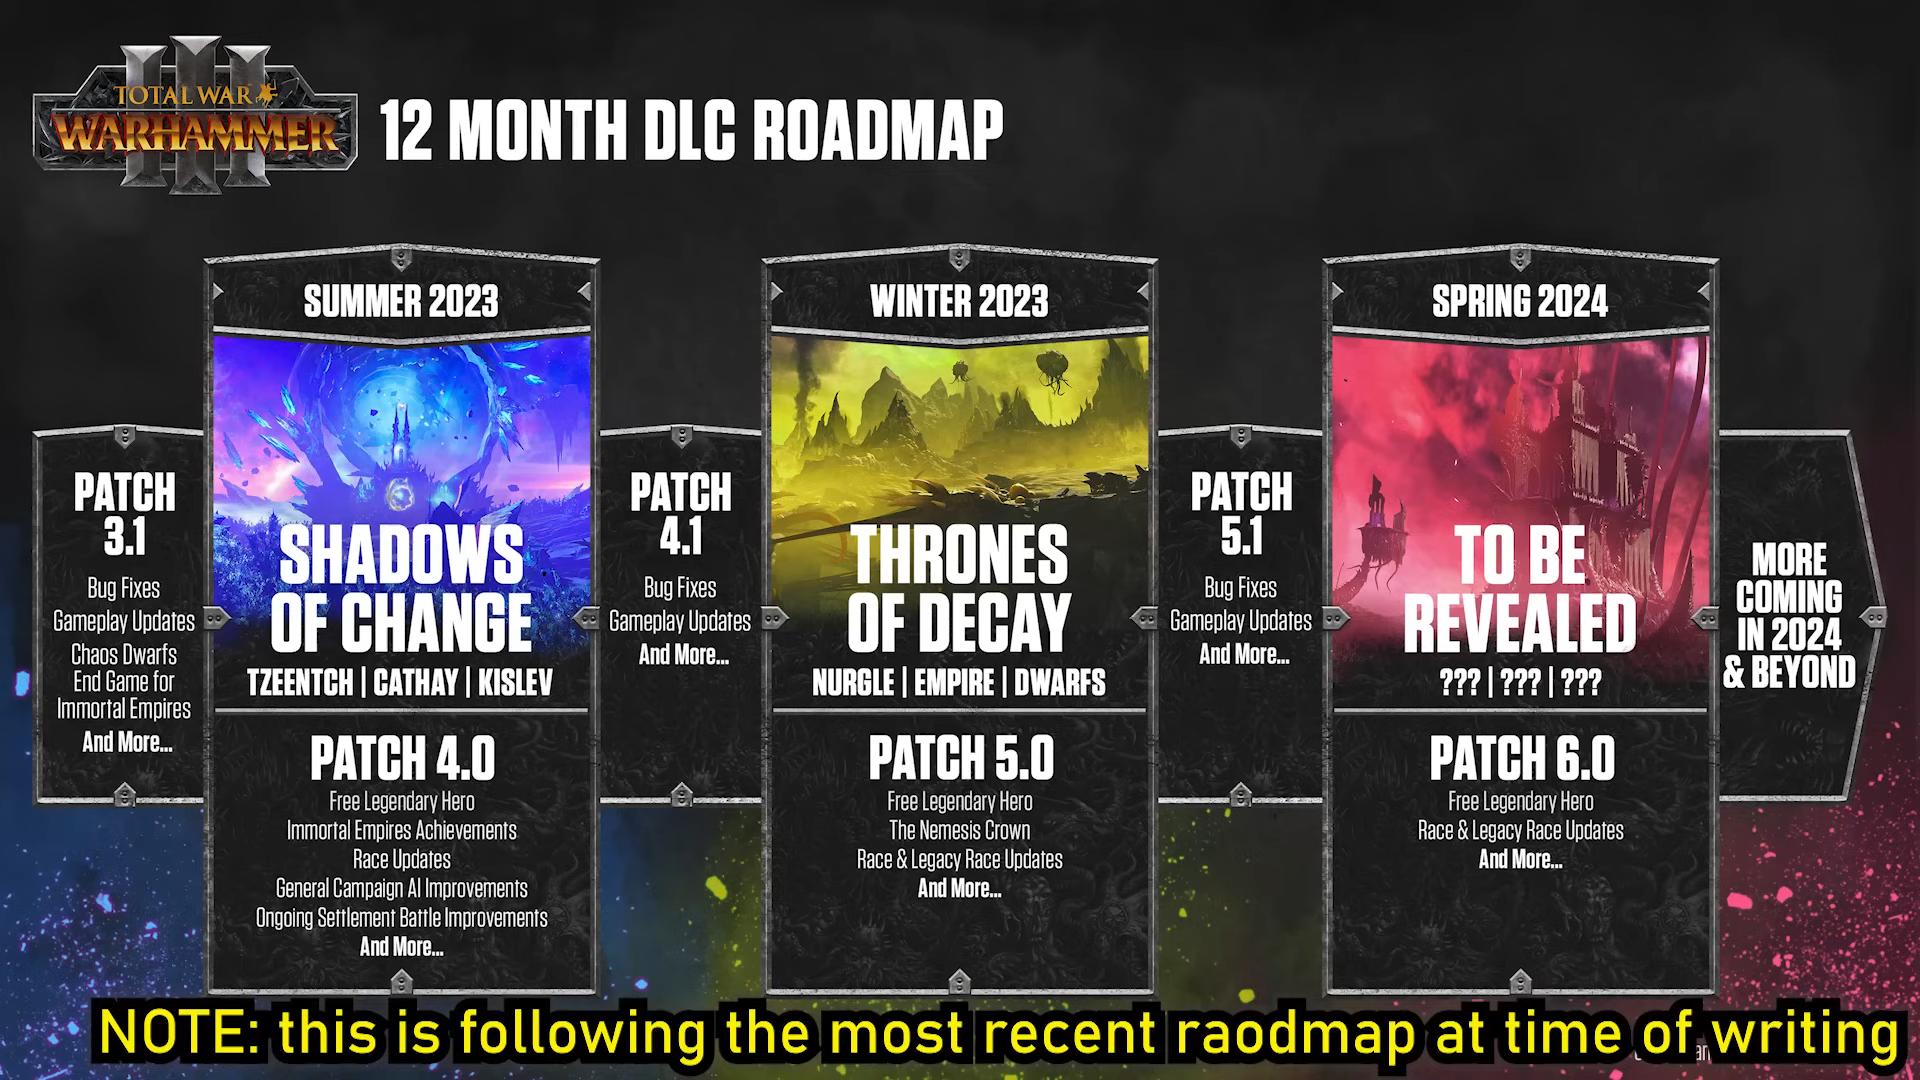 TOTAL WAR
WARHAMMER
III
12 MONTH DLC ROADMAP
PATCH
3.1
Bug Fixes
Gameplay Updates
Chaos Dwarfs
End Game for
Immortal Empires
And More...
SUMMER 2023
SHADOWS
OF CHANGE
TZEENTCH | CATHAY | KISLEV
PATCH 4.0
Free Legendary Hero
Immortal Empires Achievements
Race Updates
General Campaign AI Improvements
Ongoing Settlement Battle Improvements
And More...
PATCH
4.1
Bug Fixes
Gameplay Updates
And More...
WINTER 2023
THRONES
OF DECAY
NURGLE | EMPIRE | DWARFS
PATCH 5.0
Free Legendary Hero
The Nemesis Crown
Race & Legacy Race Updates
And More...
PATCH
5.1
Bug Fixes
Gameplay Updates
And More...
SPRING 2024
TO BE
REVEALED
??? | ??? | ???
PATCH 6.0
Free Legendary Hero
Race & Legacy Race Updates
And More...
MORE
COMING
IN 2024
& BEYOND
NOTE: this is following the most recent raodmap at time of writing